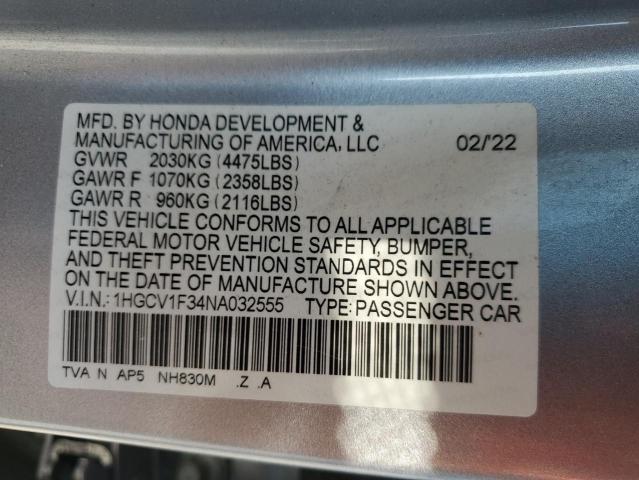 MFD. BY HONDA DEVELOPMENT &
MANUFACTURING OF AMERICA, LLC 02/'22
GVWR 2030KG (4475LBS)
GAWR F 1070KG (2358LBS)
GAWR R 960KG (2116LBS)
THIS VEHICLE CONFORMS TO ALL APPLICABLE
FEDERAL MOTOR VEHICLE SAFETY, BUMPER,
AND THEFT PREVENTION STANDARDS IN EFFECT
ON THE DATE OF MANUFACTURE SHOWN ABOVE.
V.I.N.:1HGCV1F34NA032555 TYPE: PASSENGER CAR
TVA N AP5 NH830M .Z .A